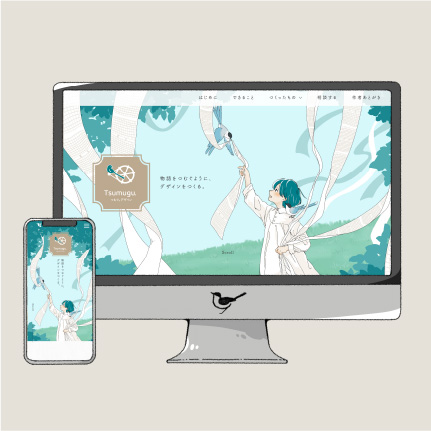 はじめに できること つくったもの 相談する 作者あとがき
Tsumugu.
物語をつむぐように、
デザインをつくる。
Scroll
Tsumugu.
物語をつむぐように、
デザインをつくる。